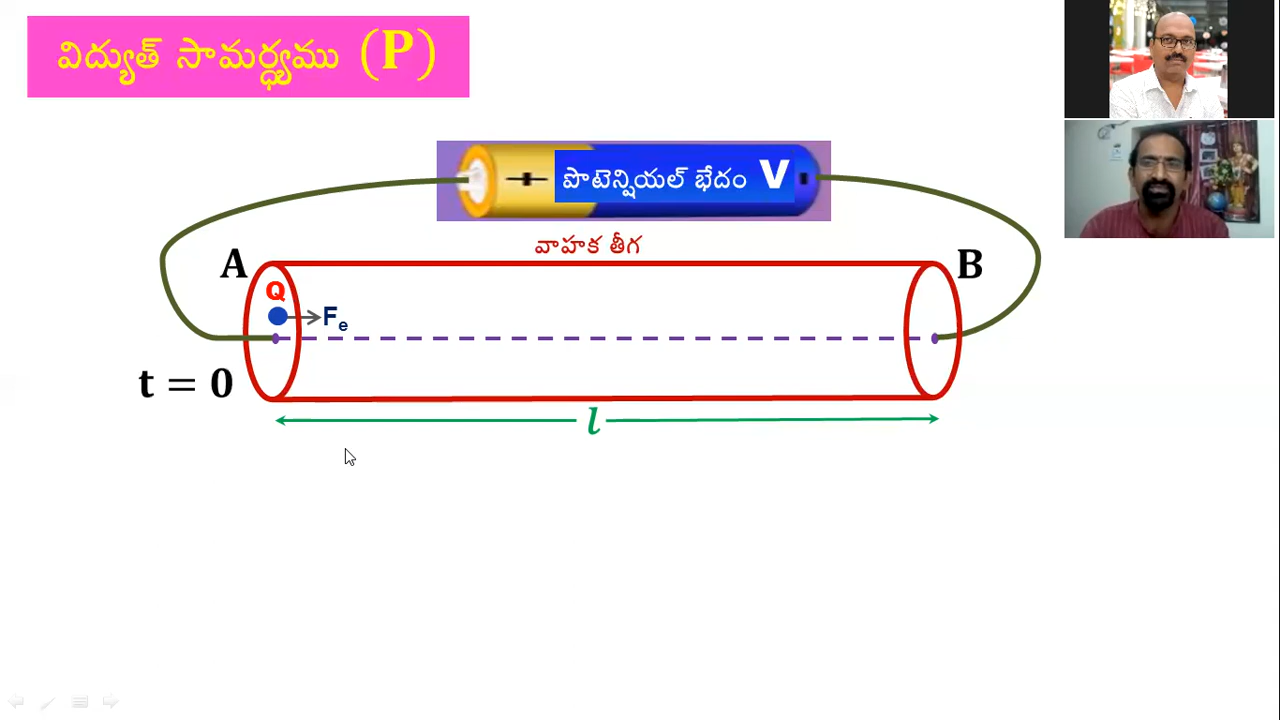 విద్యుత్ సామర్ధ్యము (P)
+ పొటెన్షియల్ భేదం V -
వాహక తీగ
A
B
Q
Fe
t = 0
l